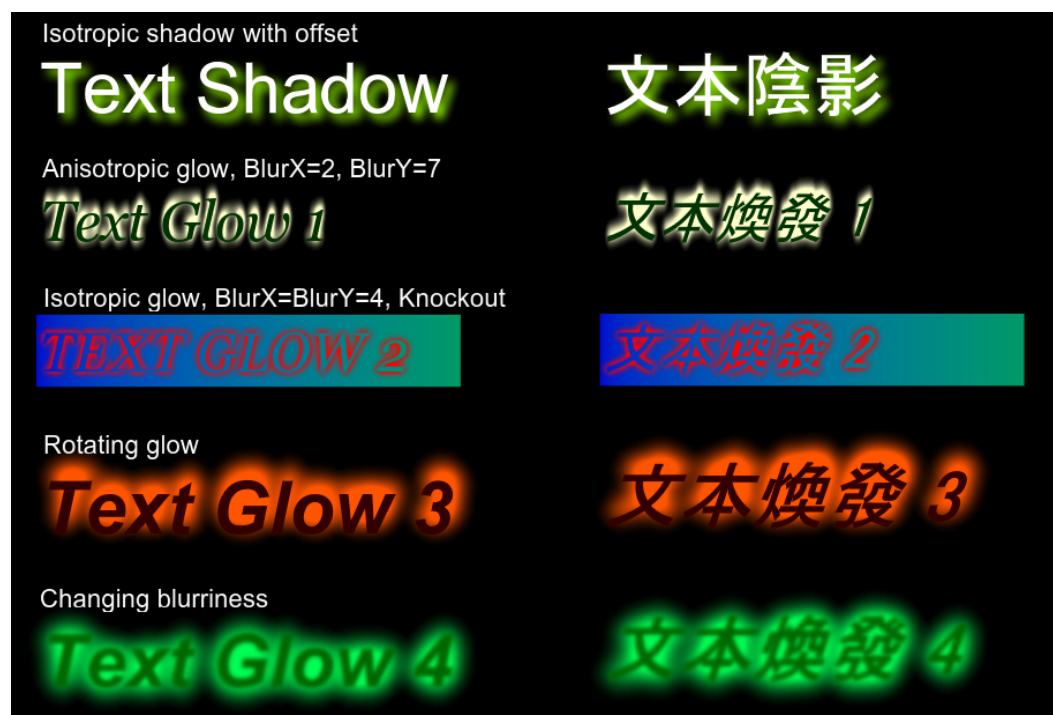 Isotropic shadow with offset
Text Shadow 文本陰影
Anisotropic glow, BlurX=2, BlurY=7
Text Glow 1 文本煥發 1
Isotropic glow, BlurX=BlurY=4, Knockout
TEXT GLOW 2 文本煥發 2
Rotating glow
Text Glow 3 文本煥發 3
Changing blurriness
Text Glow 4 文本煥發 4